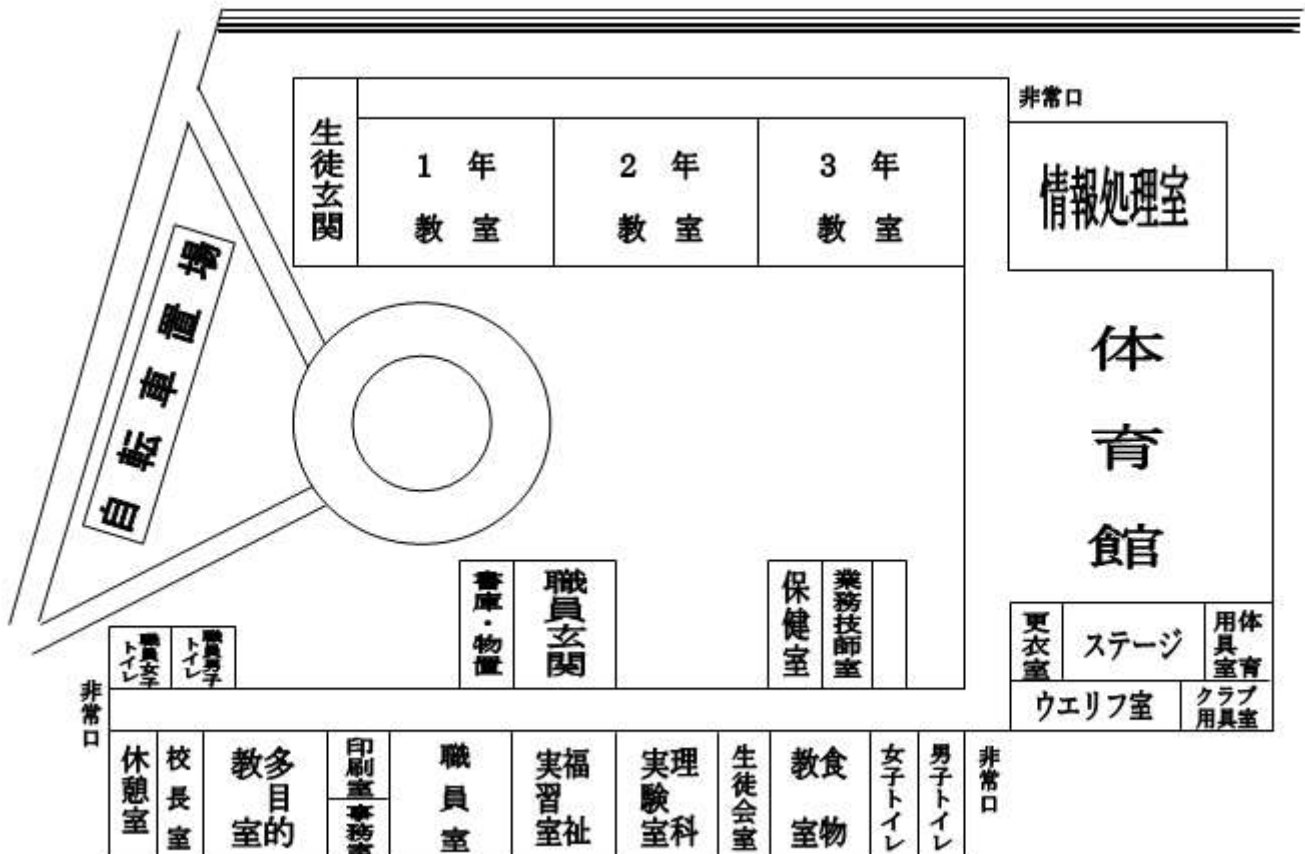 非常口
生徒玄関
1年
教室
2年
教室
3年
教室
情報処理室
自転車置場
体育館
書庫・物置
職員玄関
保健室
業務技師室
更衣室
ステージ
体育
用具室
ウエリフ室
クラブ
用具室
職員女子
トイレ
職員男子
トイレ
非常口
休憩室
校長室
多目的
教室
印刷室
事務室
職員室
福祉
実習室
理科
実験室
生徒会室
食物
教室
女子トイレ
男子トイレ
非常口